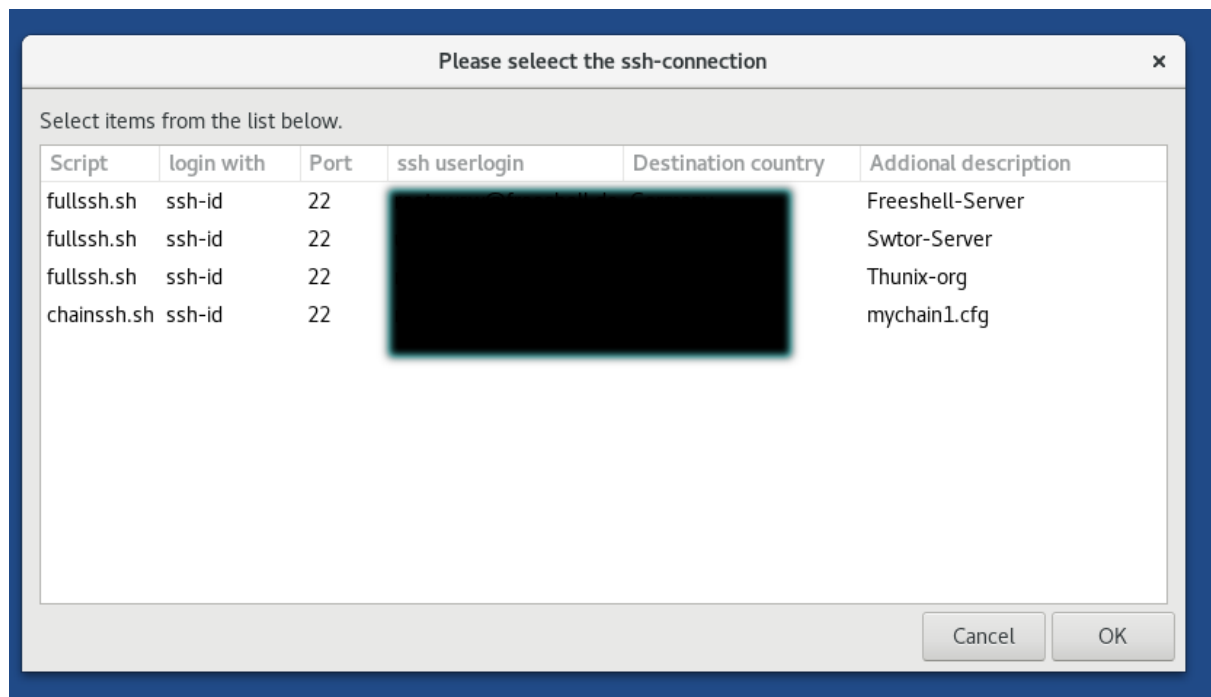 Please seleect the ssh-connection ×
Select items from the list below.
Script login with Port ssh userlogin Destination country Addional description
fullssh.sh ssh-id 22 Freeshell-Server
fullssh.sh ssh-id 22 Swtor-Server
fullssh.sh ssh-id 22 Thunix-org
chainssh.sh ssh-id 22 mychain1.cfg
Cancel OK